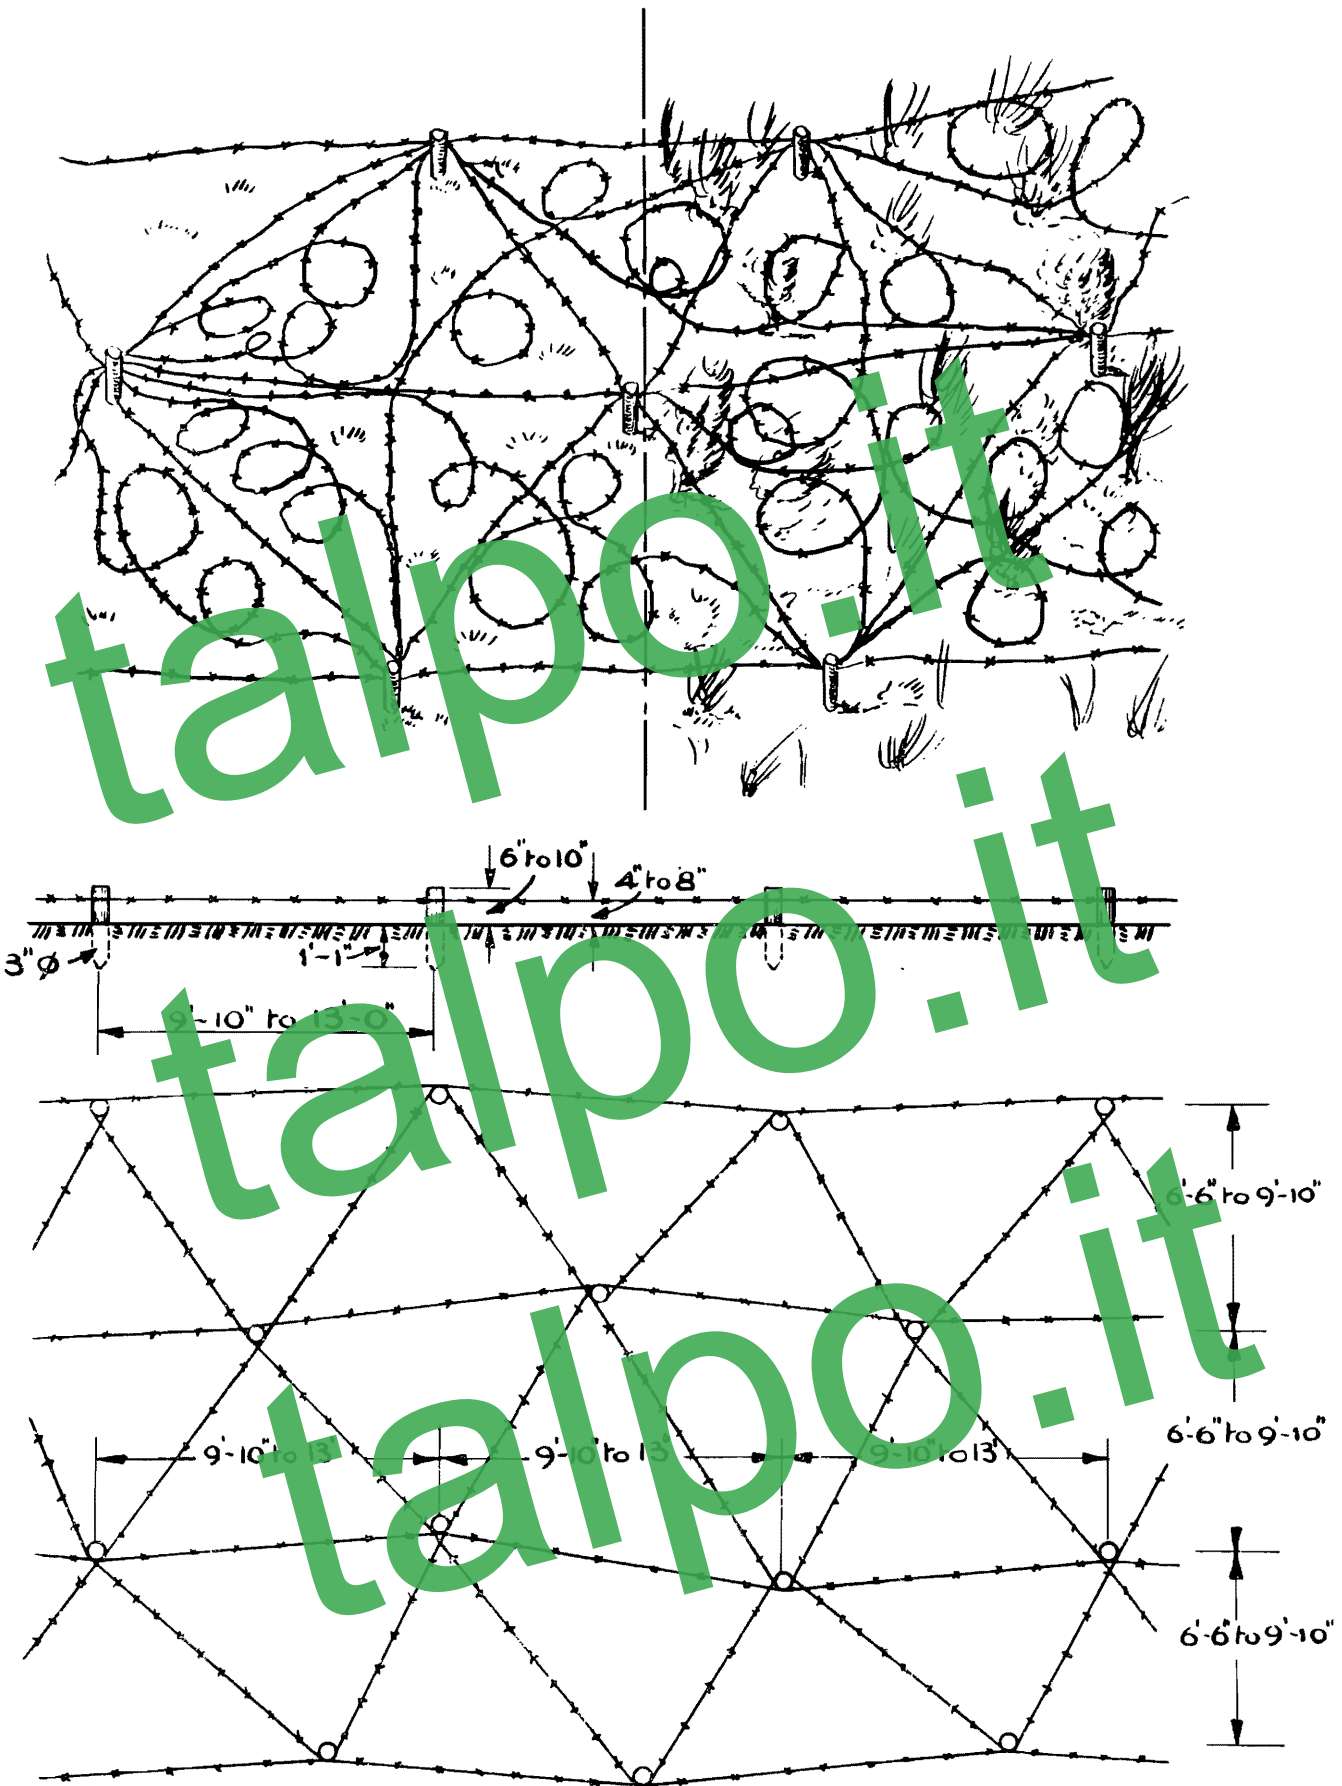 talpo.it
6" to 10"
4" to 8"
3" Ø
1'-1"
9'-10" to 13'-0"
talpo.it
6'-6" to 9'-10"
6'-6" to 9'-10"
9'-10" to 13'
9'-10" to 13'
9'-10" to 13'
talpo.it
6'-6" to 9'-10"